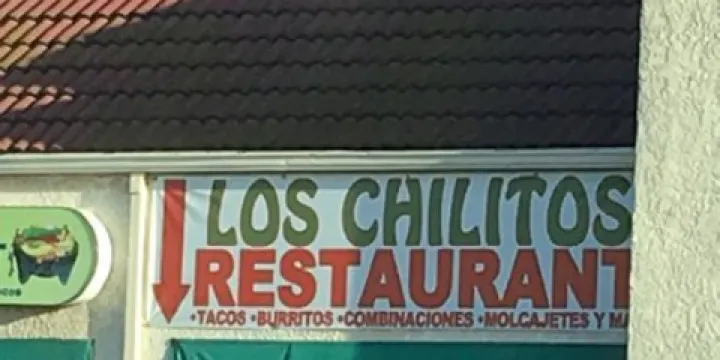 LOS CHILITOS
RESTAURANT
•TACOS •BURRITOS •COMBINACIONES •MOLCAJETES Y